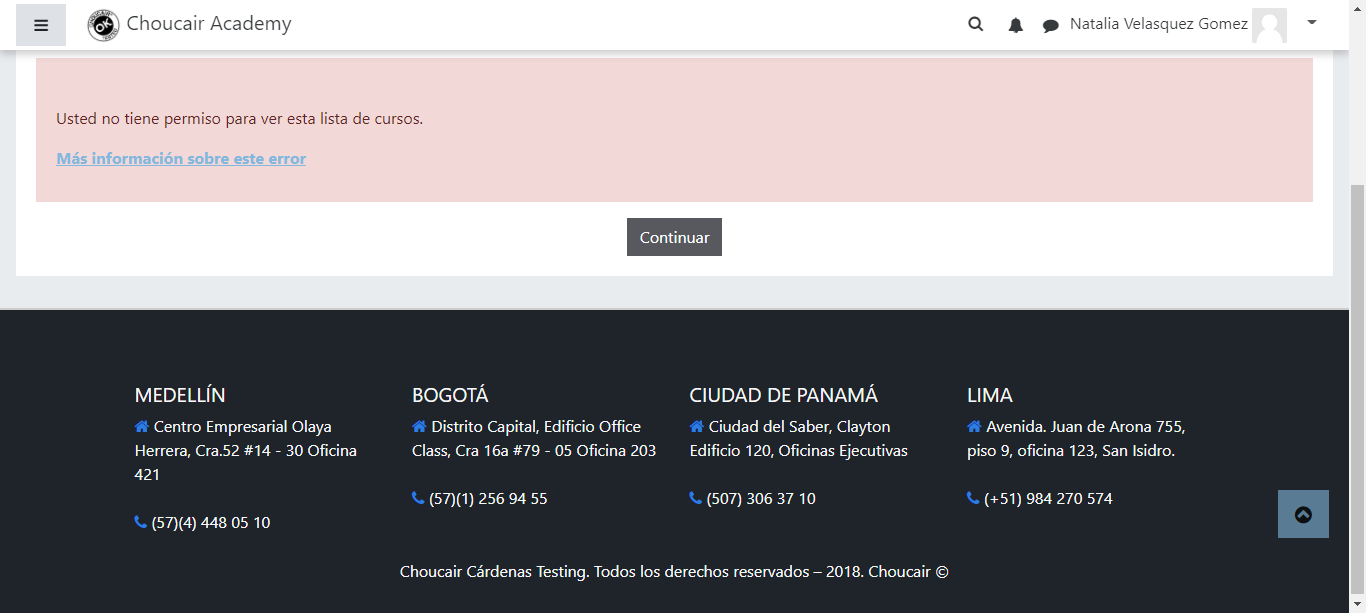 Choucair Academy
Natalia Velasquez Gomez
Usted no tiene permiso para ver esta lista de cursos.
Más información sobre este error
Continuar
MEDELLÍN
Centro Empresarial Olaya
Herrera, Cra.52 #14 - 30 Oficina
421
(57)(4) 448 05 10
BOGOTÁ
Distrito Capital, Edificio Office
Class, Cra 16a #79 - 05 Oficina 203
(57)(1) 256 94 55
CIUDAD DE PANAMÁ
Ciudad del Saber, Clayton
Edificio 120, Oficinas Ejecutivas
(507) 306 37 10
LIMA
Avenida. Juan de Arona 755,
piso 9, oficina 123, San Isidro.
(+51) 984 270 574
Choucair Cárdenas Testing. Todos los derechos reservados – 2018. Choucair ©